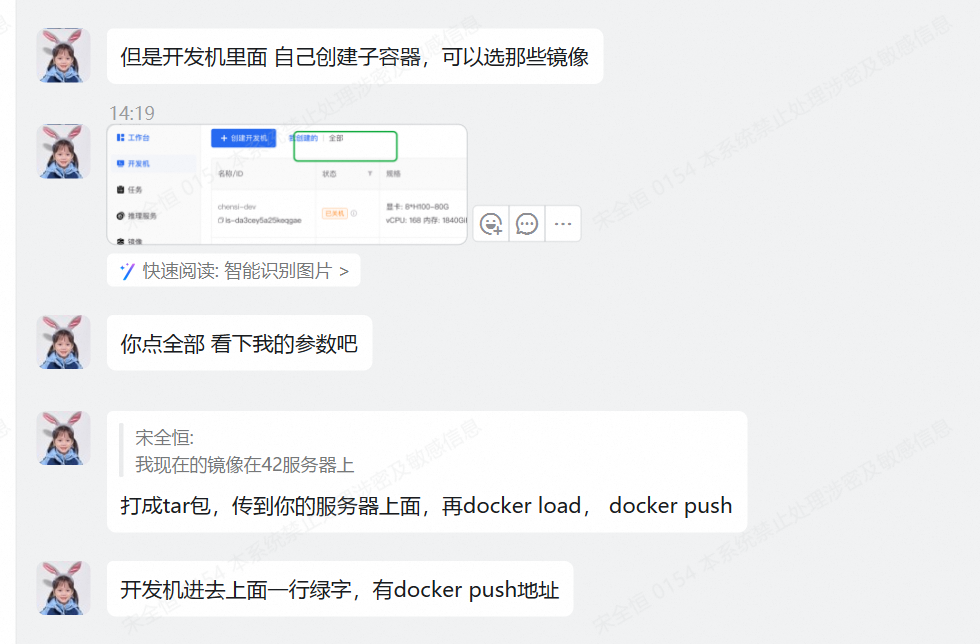 但是开发机里面 自己创建子容器，可以选那些镜像
14:19
工作台
+ 创建开发机
我创建的
全部
开发机
名称/ID
状态
规格
任务
chensi-dev
已关机
显卡: 8*H100-80G
推理服务
is-da3cey5a25keqgae
vCPU: 168 内存: 1840Gi
镜像
快速阅读: 智能识别图片 >
你点全部 看下我的参数吧
宋全恒:
我现在的镜像在42服务器上
打成tar包，传到你的服务器上面，再docker load， docker push
开发机进去上面一行绿字，有docker push地址
宋全恒 0154 本系统禁止处理涉密及敏感信息